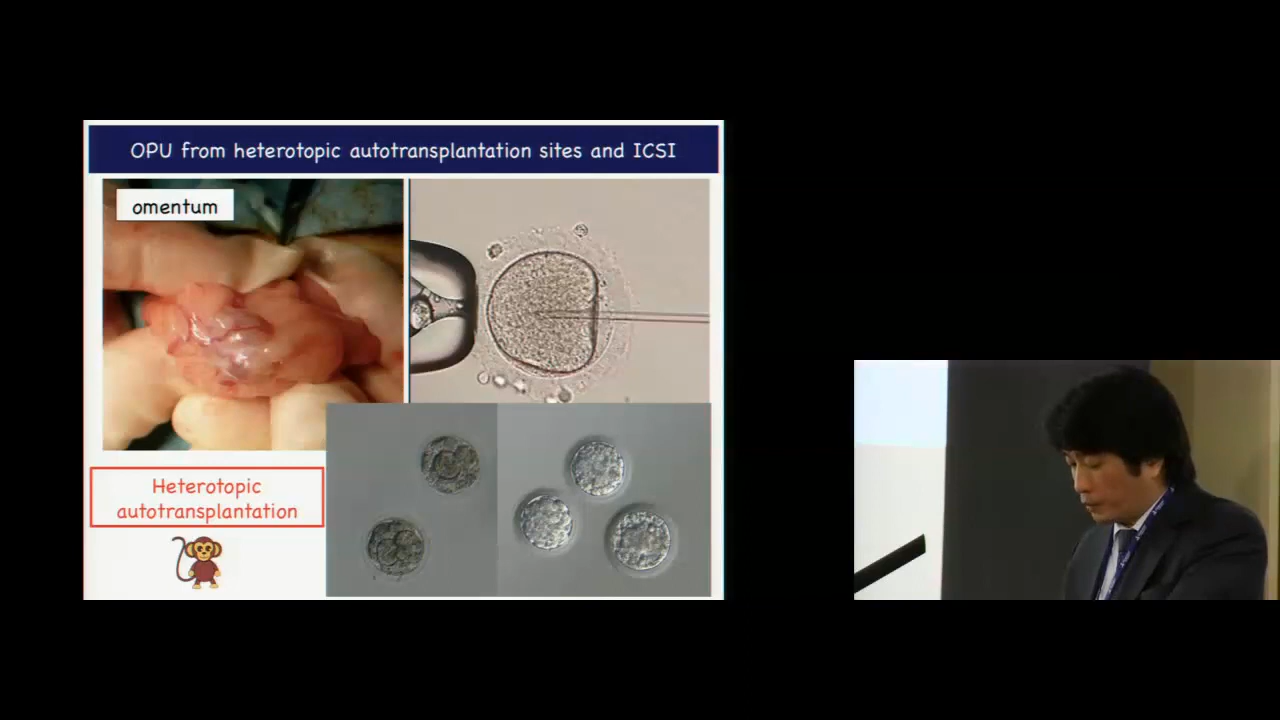 OPU from heterotopic autotransplantation sites and ICSI
omentum
Heterotopic
autotransplantation